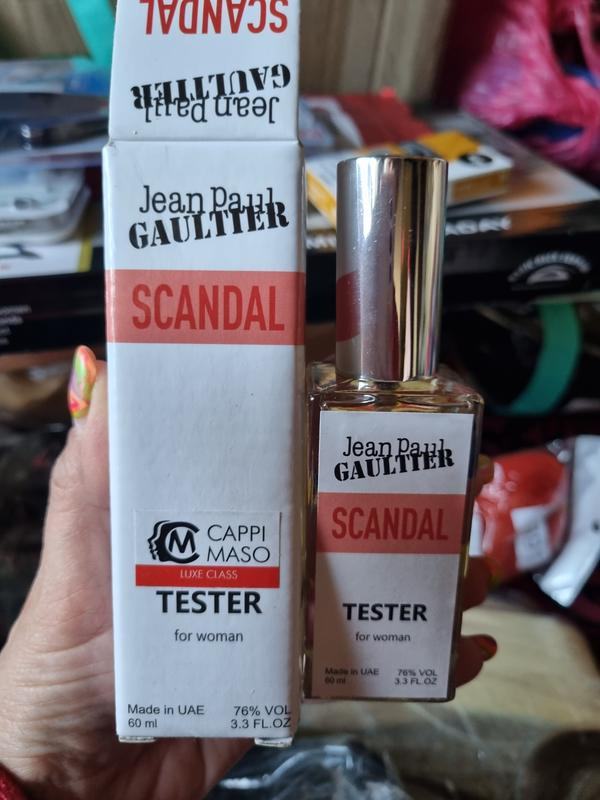 SCANDAL
Jean Paul
GAULTIER
Jean Paul
GAULTIER
SCANDAL
CM CAPPI
MASO
LUXE CLASS
TESTER
for woman
Made in UAE 76% VOL
60 ml 3.3 FL.OZ
Jean Paul
GAULTIER
SCANDAL
TESTER
for woman
Made in UAE 76% VOL
60 ml 3.3 FL.OZ